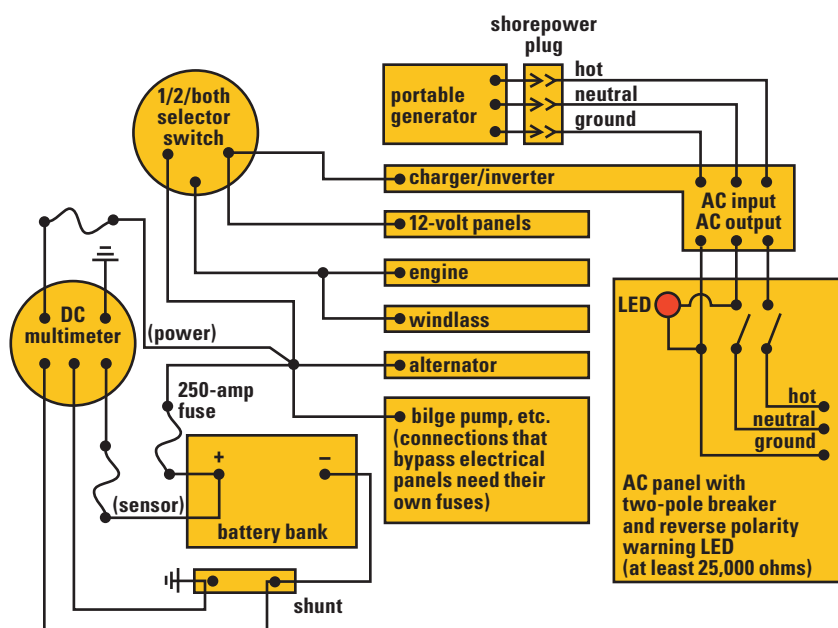 shorepower
plug
1/2/both
selector
switch
portable
generator
hot
neutral
ground
charger/inverter
AC input
AC output
12-volt panels
engine
windlass
alternator
bilge pump, etc.
(connections that
bypass electrical
panels need their
own fuses)
DC
multimeter
(power)
250-amp
fuse
(sensor)
+
–
battery bank
shunt
LED
hot
neutral
ground
AC panel with
two-pole breaker
and reverse polarity
warning LED
(at least 25,000 ohms)